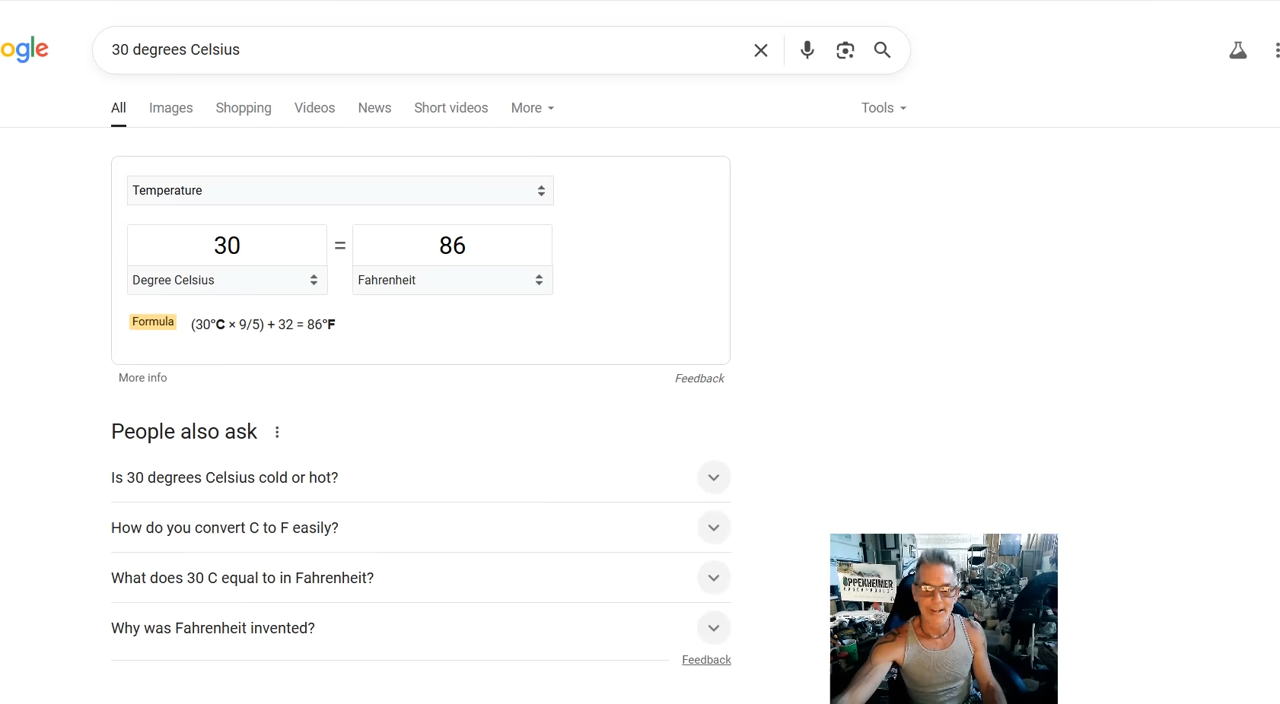 ogle
30 degrees Celsius
All Images Shopping Videos News Short videos More Tools
Temperature
30 = 86
Degree Celsius Fahrenheit
Formula (30°C × 9/5) + 32 = 86°F
More info Feedback
People also ask
Is 30 degrees Celsius cold or hot?
How do you convert C to F easily?
What does 30 C equal to in Fahrenheit?
Why was Fahrenheit invented?
Feedback
OPPENHEIMER